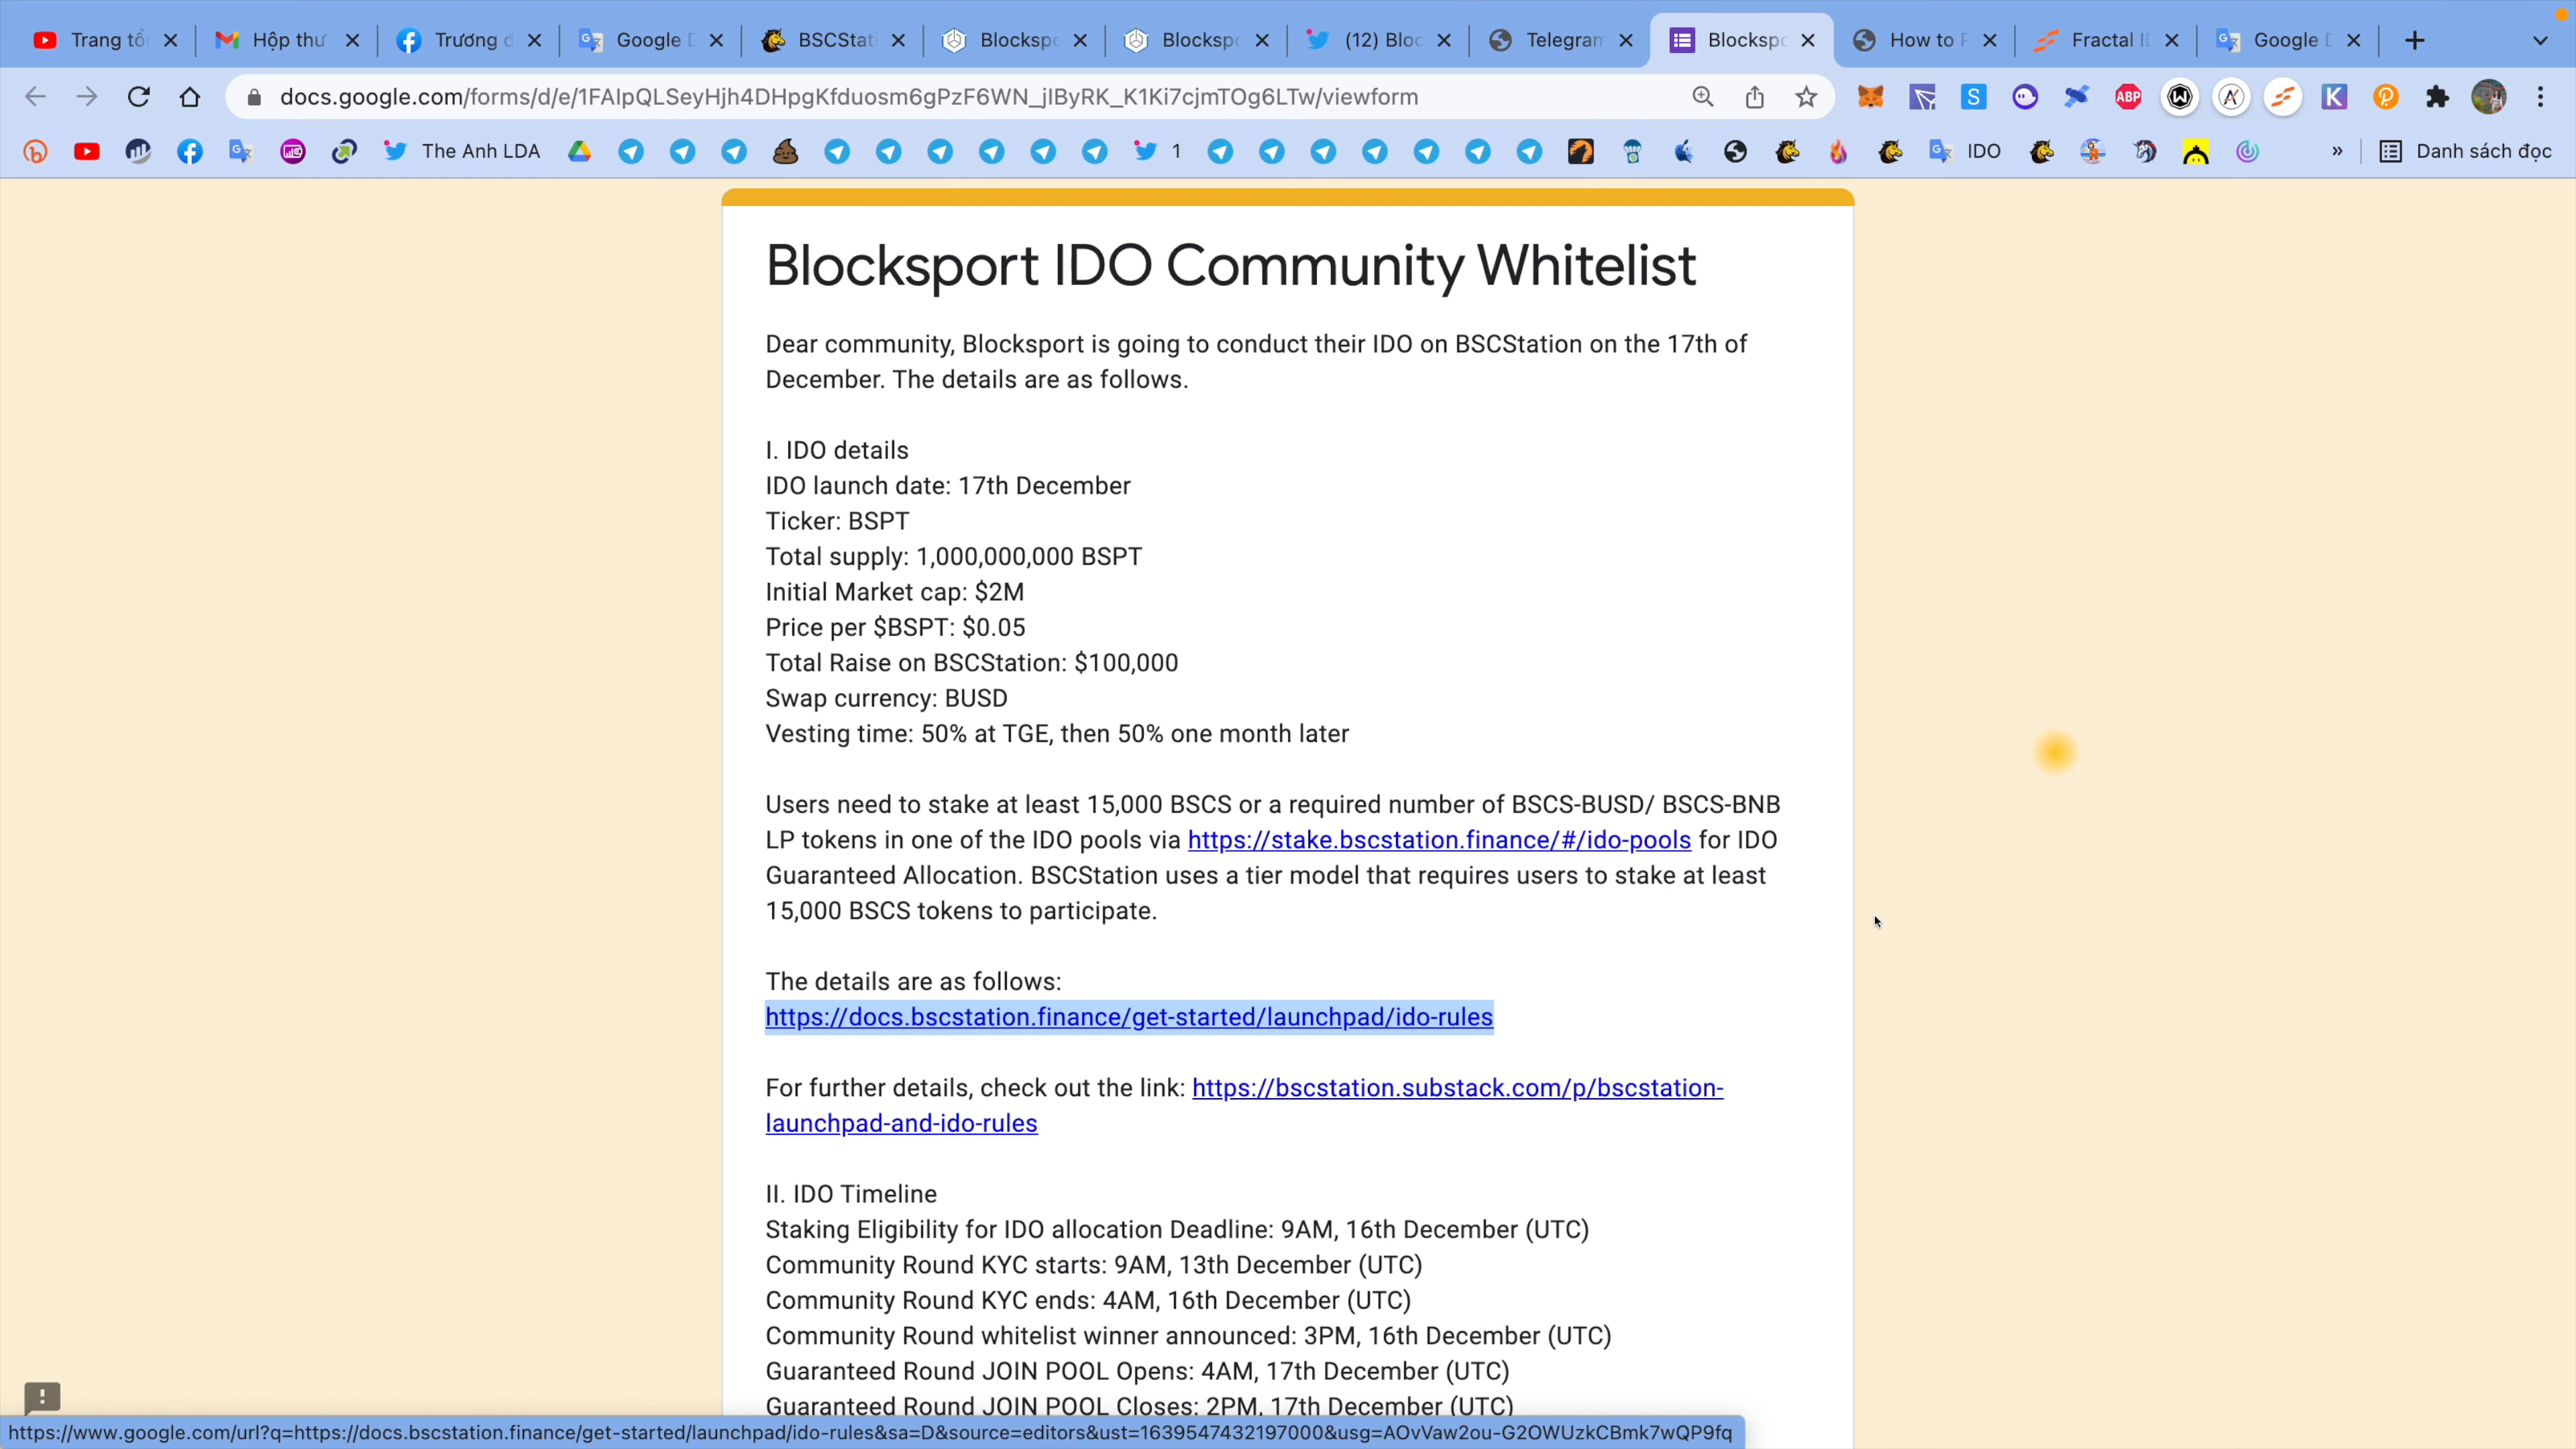 Trang tổ
Hộp thư
Trương d
Google D
BSCStati
Blockspo
Blockspo
(12) Bloc
Telegram
Blockspo
How to P
Fractal ID
Google D
docs.google.com/forms/d/e/1FAIpQLSeyHjh4DHpgKfduosm6gPzF6WN_jIByRK_K1Ki7cjmTOg6LTw/viewform
ABP
The Anh LDA
1
IDO
»
Danh sách đọc
Blocksport IDO Community Whitelist
Dear community, Blocksport is going to conduct their IDO on BSCStation on the 17th of
December. The details are as follows.
I. IDO details
IDO launch date: 17th December
Ticker: BSPT
Total supply: 1,000,000,000 BSPT
Initial Market cap: $2M
Price per $BSPT: $0.05
Total Raise on BSCStation: $100,000
Swap currency: BUSD
Vesting time: 50% at TGE, then 50% one month later
Users need to stake at least 15,000 BSCS or a required number of BSCS-BUSD/ BSCS-BNB
LP tokens in one of the IDO pools via https://stake.bscstation.finance/#/ido-pools for IDO
Guaranteed Allocation. BSCStation uses a tier model that requires users to stake at least
15,000 BSCS tokens to participate.
The details are as follows:
https://docs.bscstation.finance/get-started/launchpad/ido-rules
For further details, check out the link: https://bscstation.substack.com/p/bscstation-
launchpad-and-ido-rules
II. IDO Timeline
Staking Eligibility for IDO allocation Deadline: 9AM, 16th December (UTC)
Community Round KYC starts: 9AM, 13th December (UTC)
Community Round KYC ends: 4AM, 16th December (UTC)
Community Round whitelist winner announced: 3PM, 16th December (UTC)
Guaranteed Round JOIN POOL Opens: 4AM, 17th December (UTC)
Guaranteed Round JOIN POOL Closes: 2PM, 17th December (UTC)
https://www.google.com/url?q=https://docs.bscstation.finance/get-started/launchpad/ido-rules&sa=D&source=editors&ust=1639547432197000&usg=AOvVaw2ou-G2OWUzkCBmk7wQP9fq